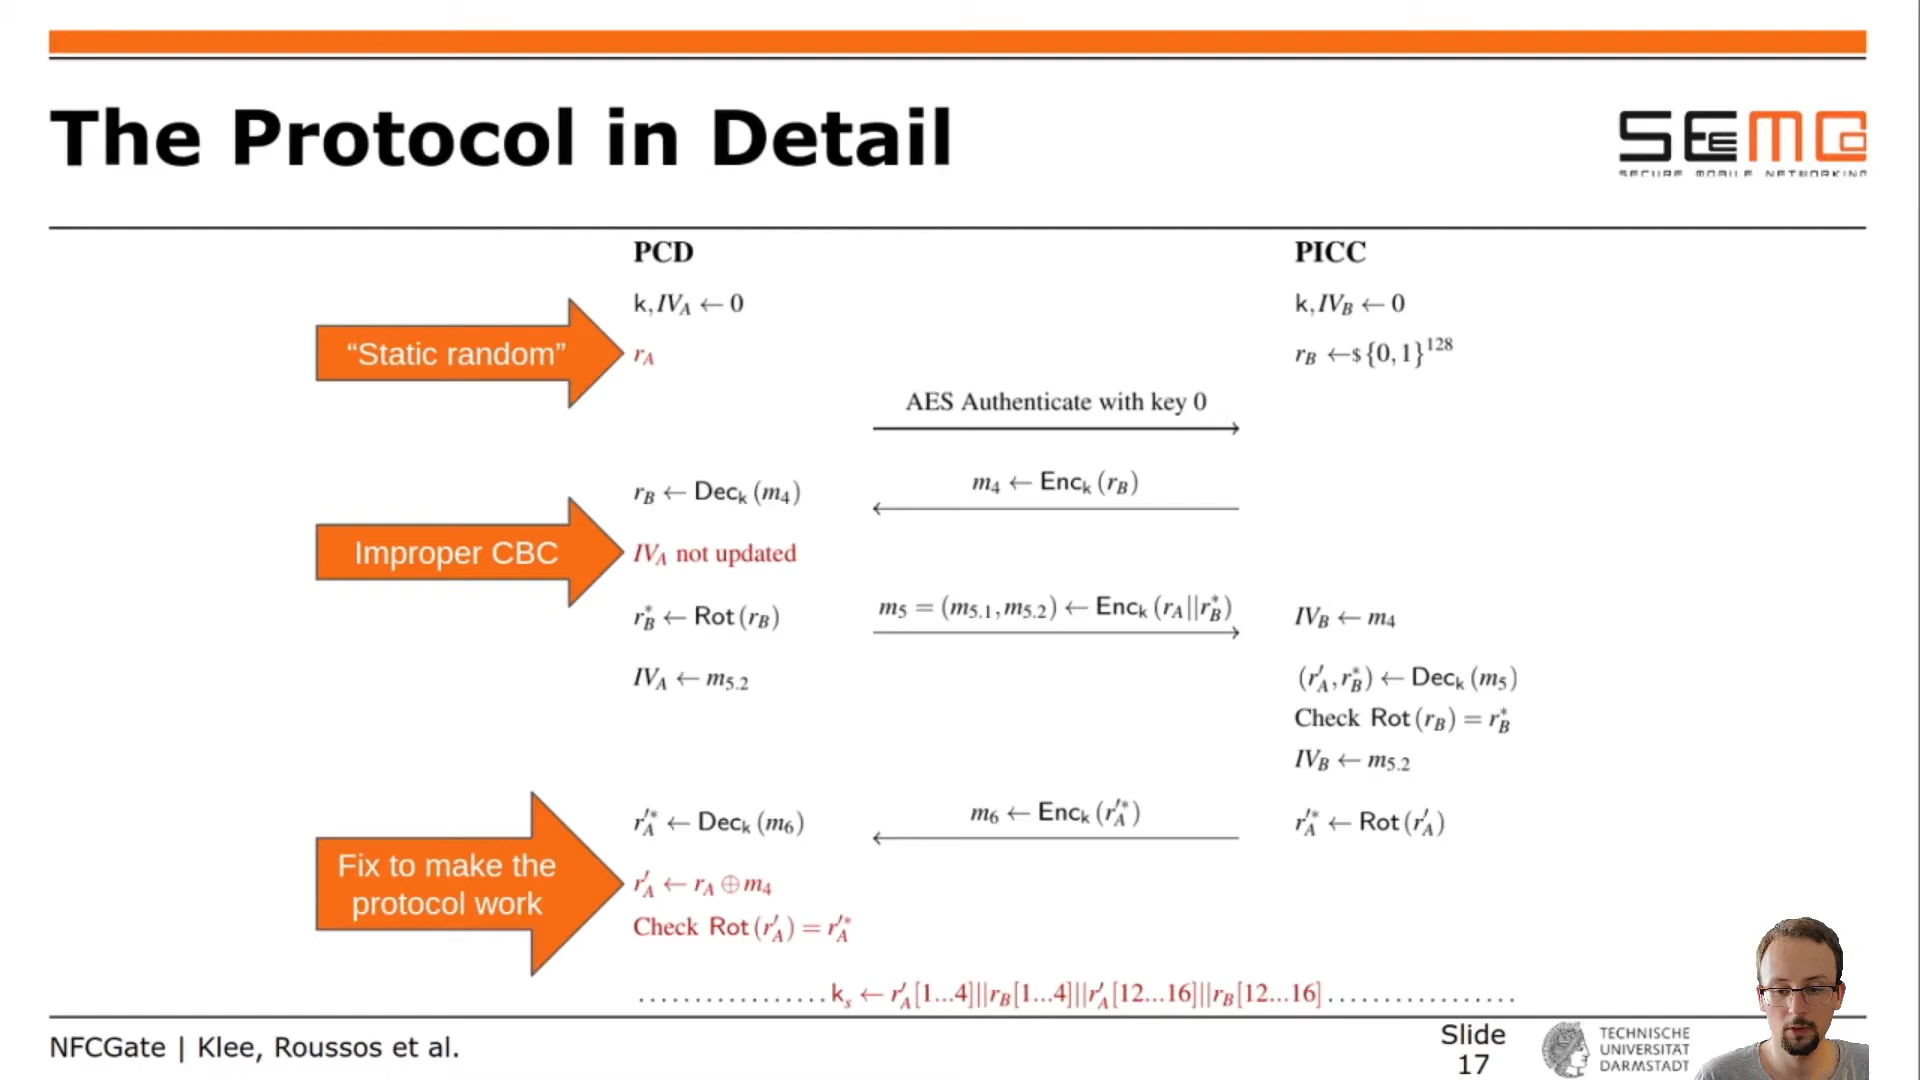 The Protocol in Detail
SEEMOO
SECURE MOBILE NETWORKING
PCD PICC
k, IV_A ← 0 k, IV_B ← 0
“Static random” r_A r_B ←$ {0, 1}^128
AES Authenticate with key 0
r_B ← Dec_k (m_4) m_4 ← Enc_k (r_B)
Improper CBC IV_A not updated
r_B^* ← Rot (r_B) m_5 = (m_5.1, m_5.2) ← Enc_k (r_A||r_B^*) IV_B ← m_4
IV_A ← m_5.2 (r'_A, r_B^*) ← Dec_k (m_5)
Check Rot (r_B) = r_B^*
IV_B ← m_5.2
r'^*_A ← Dec_k (m_6) m_6 ← Enc_k (r'^*_A) r'^*_A ← Rot (r'_A)
Fix to make the
protocol work
r'_A ← r_A ⊕ m_4
Check Rot (r'_A) = r'^*_A
k_s ← r'_A[1...4]||r_B[1...4]||r'_A[12...16]||r_B[12...16]
NFCGate | Klee, Roussos et al.
Slide
17
TECHNISCHE
UNIVERSITÄT
DARMSTADT